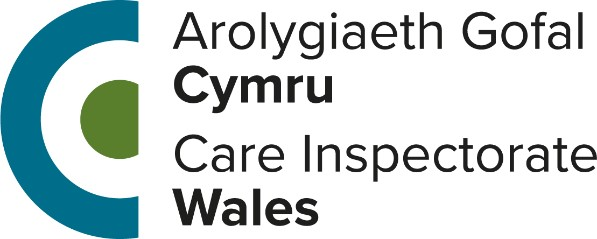 Arolygiaeth Gofal
Cymru
Care Inspectorate
Wales